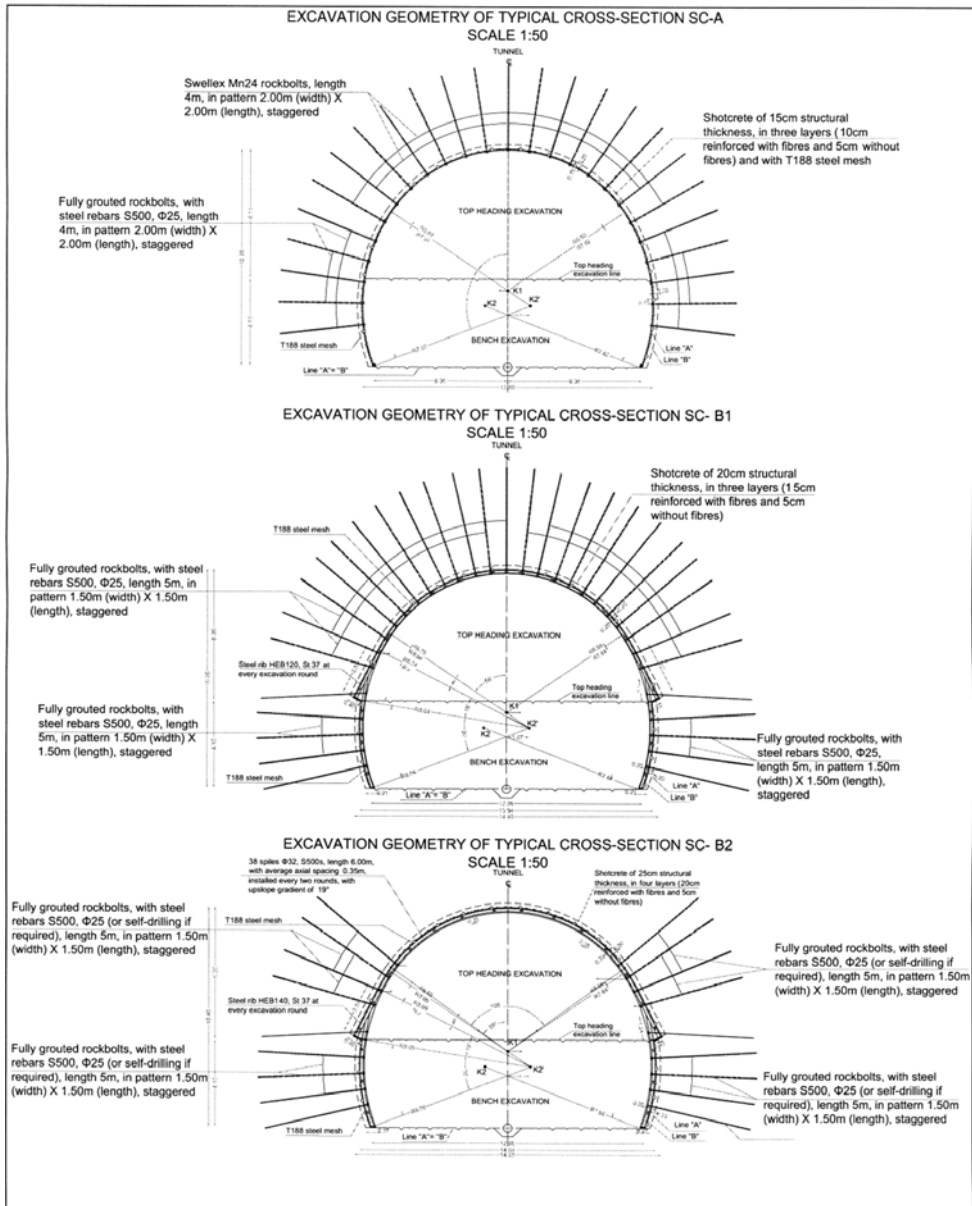 EXCAVATION GEOMETRY OF TYPICAL CROSS-SECTION SC-A
SCALE 1:50
TUNNEL
Swellex Mn24 rockbolts, length
4m, in pattern 2.00m (width) X
2.00m (length), staggered
Shotcrete of 15cm structural
thickness, in three layers (10cm
reinforced with fibres and 5cm without
fibres) and with T188 steel mesh
Fully grouted rockbolts, with
steel rebars S500, Φ25, length
4m, in pattern 2.00m (width) X
2.00m (length), staggered
TOP HEADING EXCAVATION
Top heading
excavation line
K1
K2
K2'
T188 steel mesh
BENCH EXCAVATION
Line "A"
Line "B"
Line "A"= "B"
EXCAVATION GEOMETRY OF TYPICAL CROSS-SECTION SC- B1
SCALE 1:50
TUNNEL
Shotcrete of 20cm structural
thickness, in three layers (15cm
reinforced with fibres and 5cm
without fibres)
T188 steel mesh
Fully grouted rockbolts, with steel
rebars S500, Φ25, length 5m, in
pattern 1.50m (width) X 1.50m
(length), staggered
TOP HEADING EXCAVATION
Steel rib HEB120, St 37 at
every excavation round
Top heading
excavation line
K1
K2
K2'
Fully grouted rockbolts, with
steel rebars S500, Φ25, length
5m, in pattern 1.50m (width) X
1.50m (length), staggered
Fully grouted rockbolts, with
steel rebars S500, Φ25,
length 5m, in pattern 1.50m
(width) X 1.50m (length),
staggered
BENCH EXCAVATION
T188 steel mesh
Line "A"
Line "B"
Line "A"= "B"
EXCAVATION GEOMETRY OF TYPICAL CROSS-SECTION SC- B2
SCALE 1:50
TUNNEL
38 spiles Φ32, S500s, length 6.00m,
with average axial spacing 0.35m,
installed every two rounds, with
upslope gradient of 19°
Shotcrete of 25cm structural
thickness, in four layers (20cm
reinforced with fibres and 5cm
without fibres)
Fully grouted rockbolts, with steel
rebars S500, Φ25 (or self-drilling if
required), length 5m, in pattern 1.50m
(width) X 1.50m (length), staggered
T188 steel mesh
Fully grouted rockbolts, with steel
rebars S500, Φ25 (or self-drilling if
required), length 5m, in pattern 1.50m
(width) X 1.50m (length), staggered
TOP HEADING EXCAVATION
Steel rib HEB140, St 37 at
every excavation round
Top heading
excavation line
K1
K2
K2'
Fully grouted rockbolts, with steel
rebars S500, Φ25 (or self-drilling if
required), length 5m, in pattern 1.50m
(width) X 1.50m (length), staggered
Fully grouted rockbolts, with steel
rebars S500, Φ25 (or self-drilling if
required), length 5m, in pattern 1.50m
(width) X 1.50m (length), staggered
BENCH EXCAVATION
T188 steel mesh
Line "A"
Line "B"
Line "A"= "B"